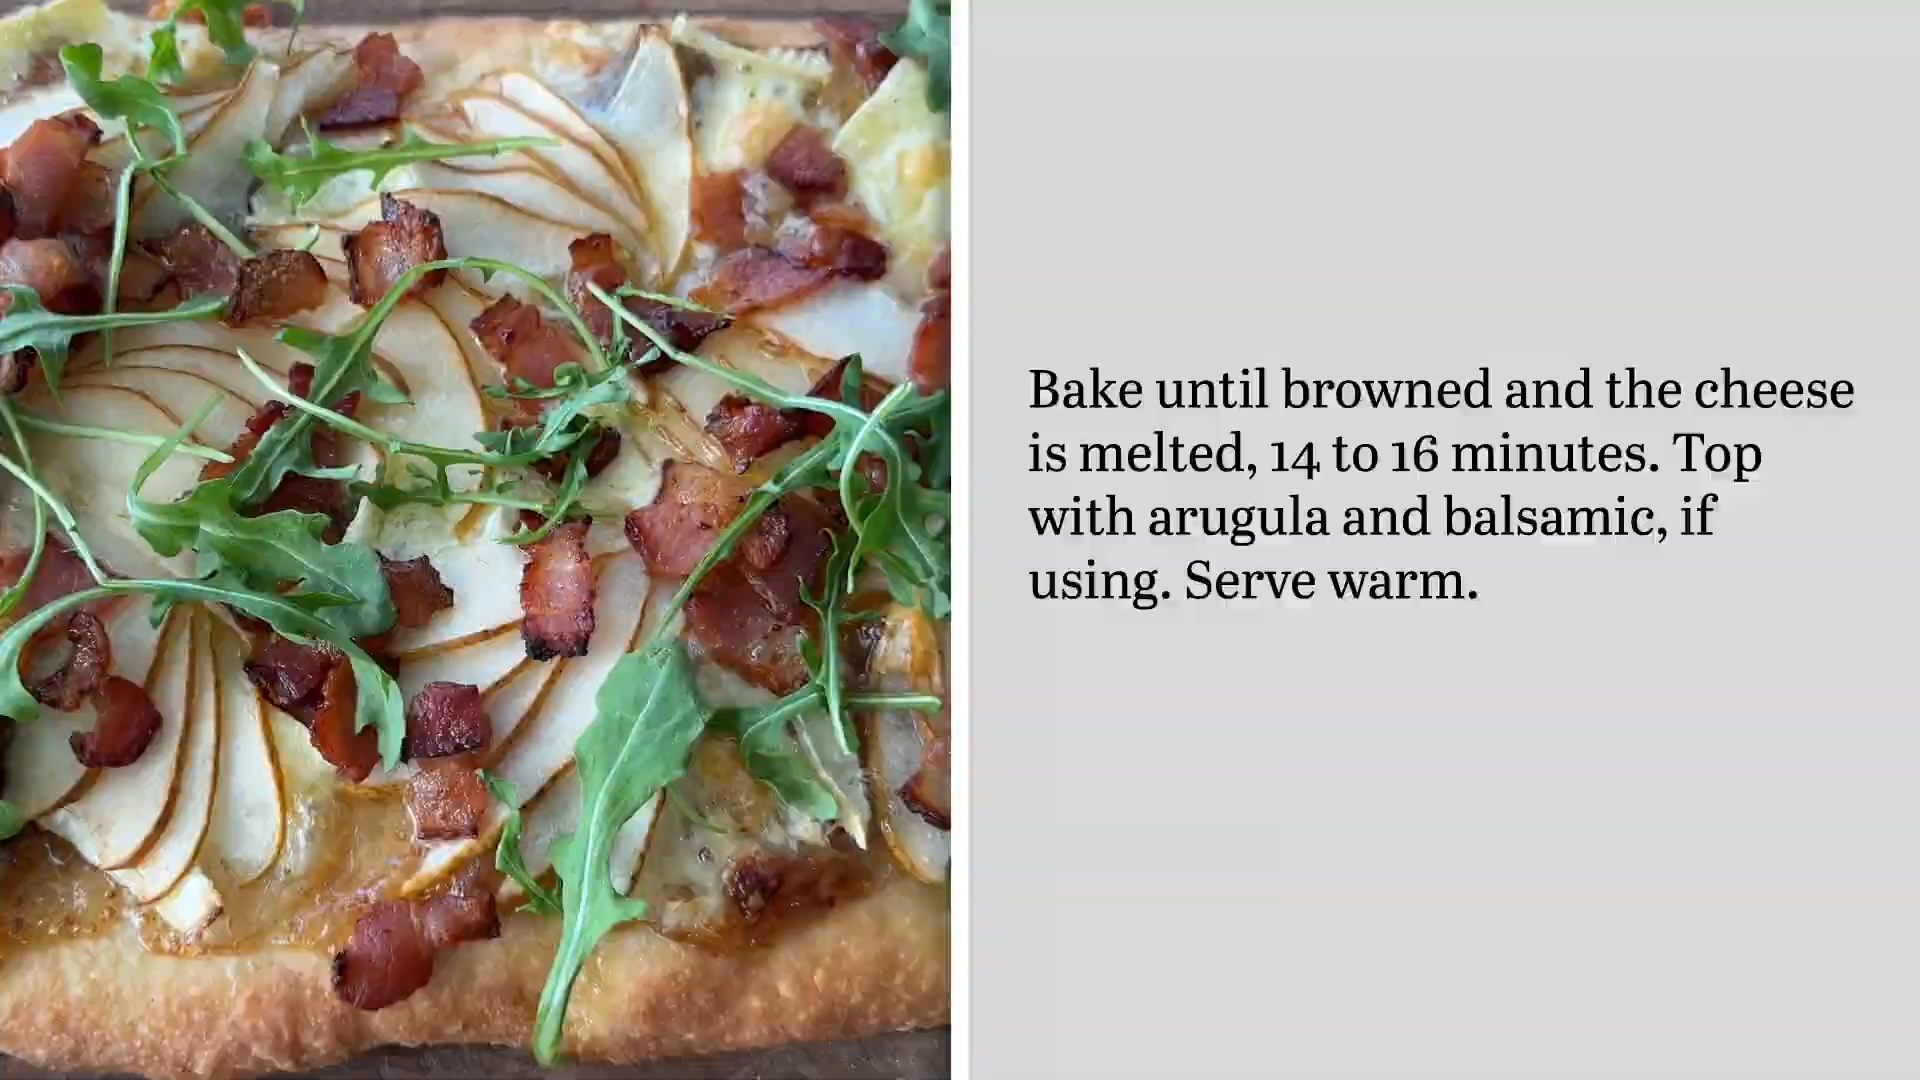 Bake until browned and the cheese
is melted, 14 to 16 minutes. Top
with arugula and balsamic, if
using. Serve warm.